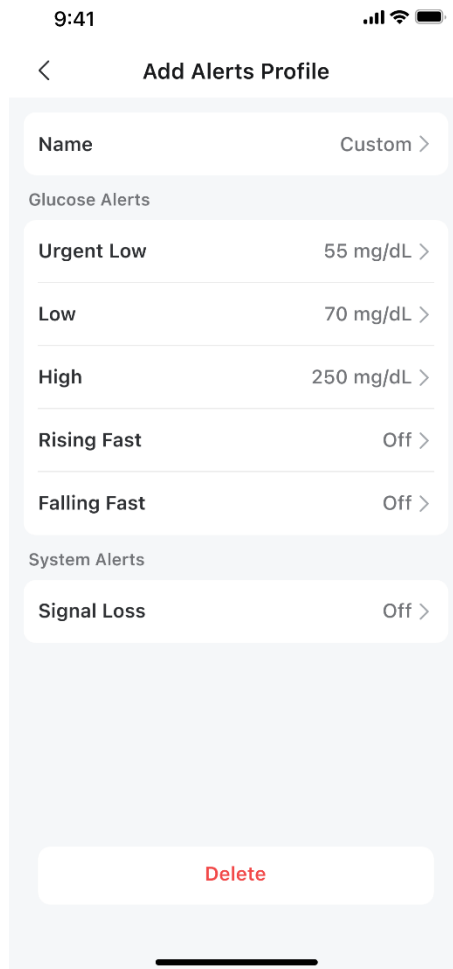 9:41
Add Alerts Profile
Name Custom
Glucose Alerts
Urgent Low 55 mg/dL
Low 70 mg/dL
High 250 mg/dL
Rising Fast Off
Falling Fast Off
System Alerts
Signal Loss Off
Delete